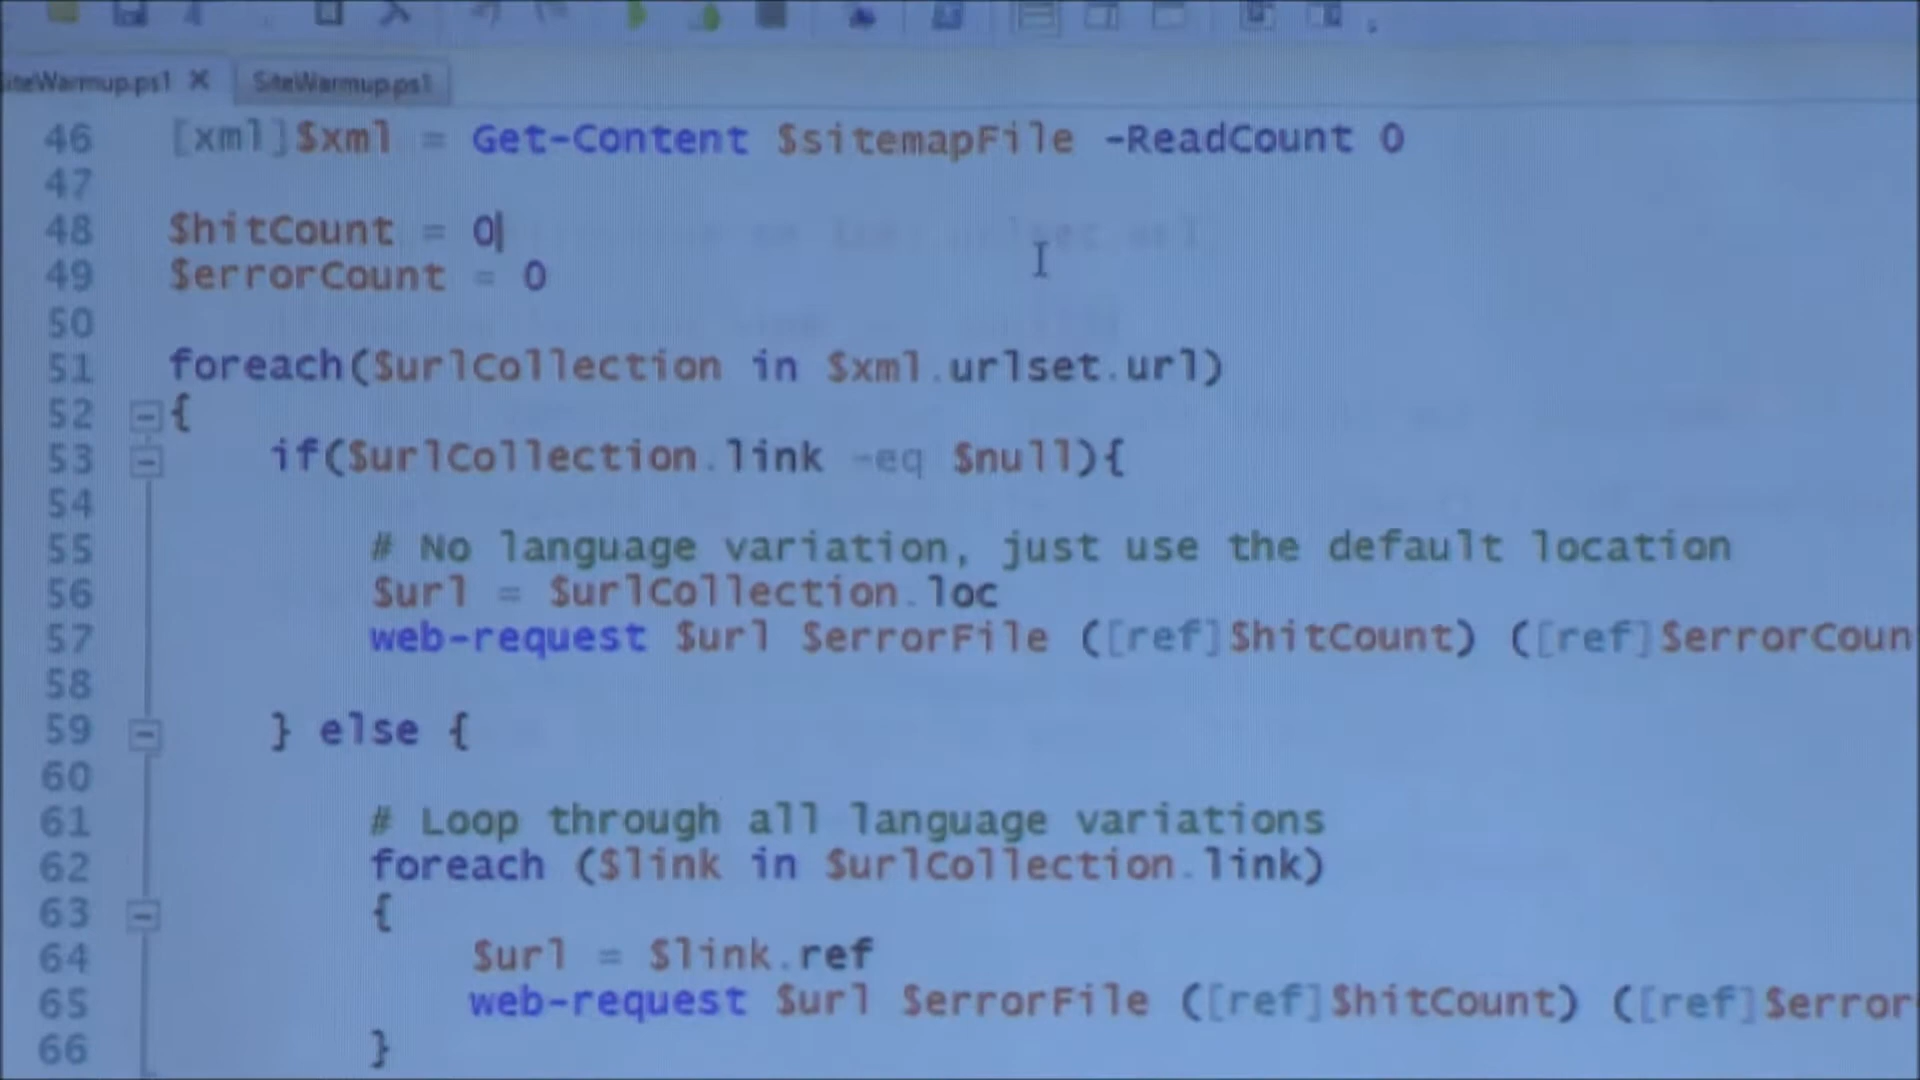 iteWarmup.ps1 X SiteWarmup.ps1
46 [xml]$xml = Get-Content $sitemapFile -ReadCount 0
47
48 $hitCount = 0
49 $errorCount = 0
50
51 foreach($urlCollection in $xml.urlset.url)
52 {
53 if($urlCollection.link -eq $null){
54
55 # No language variation, just use the default location
56 $url = $urlCollection.loc
57 web-request $url $errorFile ([ref]$hitCount) ([ref]$errorCoun
58
59 } else {
60
61 # Loop through all language variations
62 foreach ($link in $urlCollection.link)
63 {
64 $url = $link.ref
65 web-request $url $errorFile ([ref]$hitCount) ([ref]$error
66 }